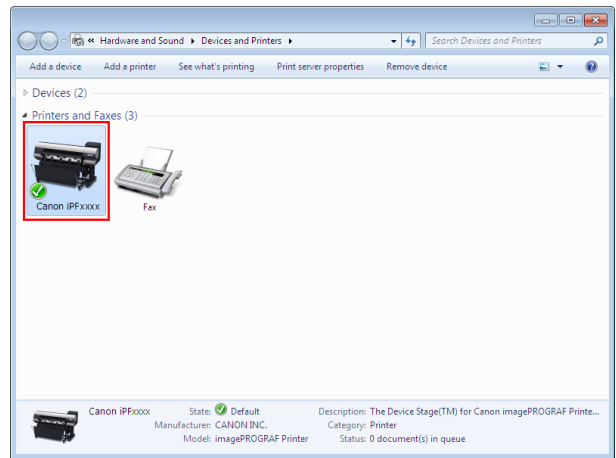 « Hardware and Sound ▸ Devices and Printers ▸ Search Devices and Printers
Add a device Add a printer See what's printing Print server properties Remove device
Devices (2)
Printers and Faxes (3)
Canon iPFxxxx Fax
Canon iPFxxxx State: Default Description: The Device Stage(TM) for Canon imagePROGRAF Printe...
Manufacturer: CANON INC. Category: Printer
Model: imagePROGRAF Printer Status: 0 document(s) in queue